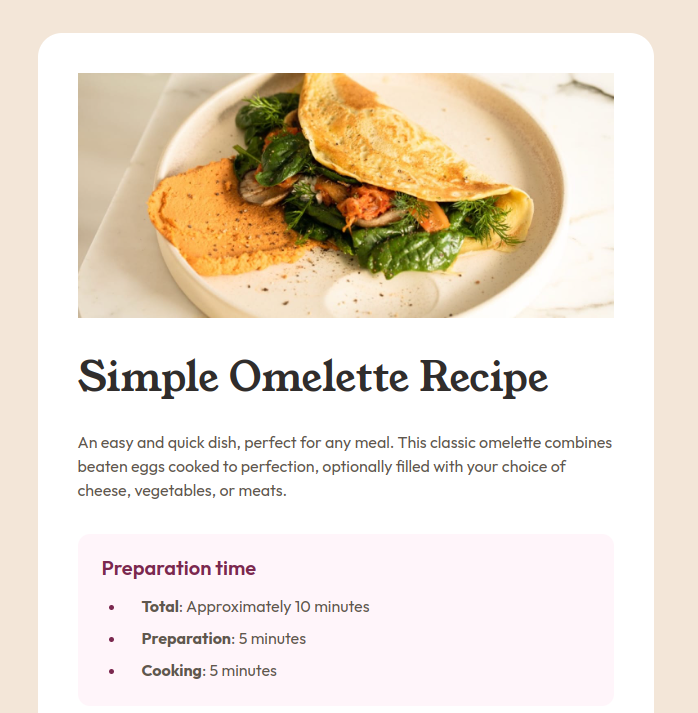 Simple Omelette Recipe
An easy and quick dish, perfect for any meal. This classic omelette combines
beaten eggs cooked to perfection, optionally filled with your choice of
cheese, vegetables, or meats.
Preparation time
• Total: Approximately 10 minutes
• Preparation: 5 minutes
• Cooking: 5 minutes